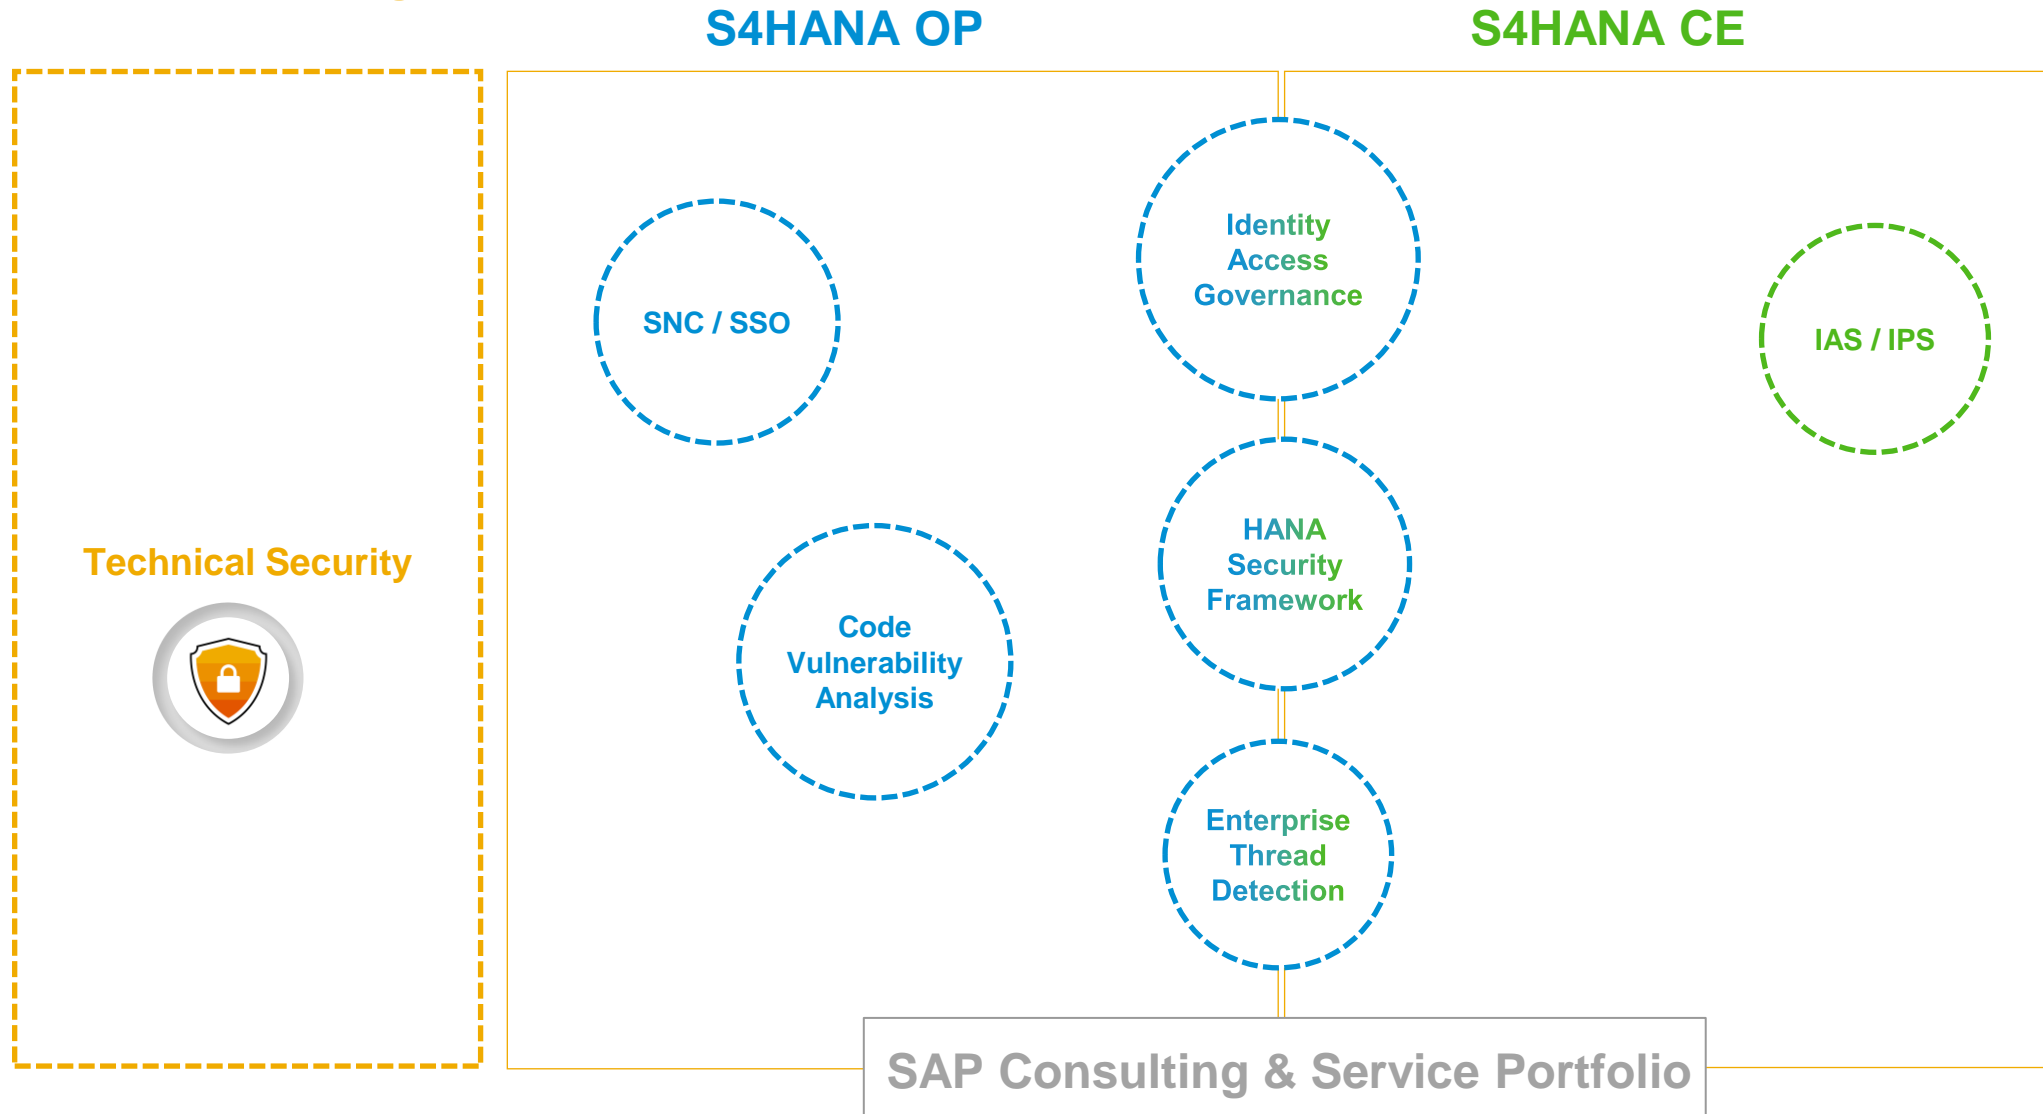 S4HANA OP
S4HANA CE
Technical Security
SNC / SSO
Code
Vulnerability
Analysis
Identity
Access
Governance
HANA
Security
Framework
Enterprise
Thread
Detection
IAS / IPS
SAP Consulting & Service Portfolio